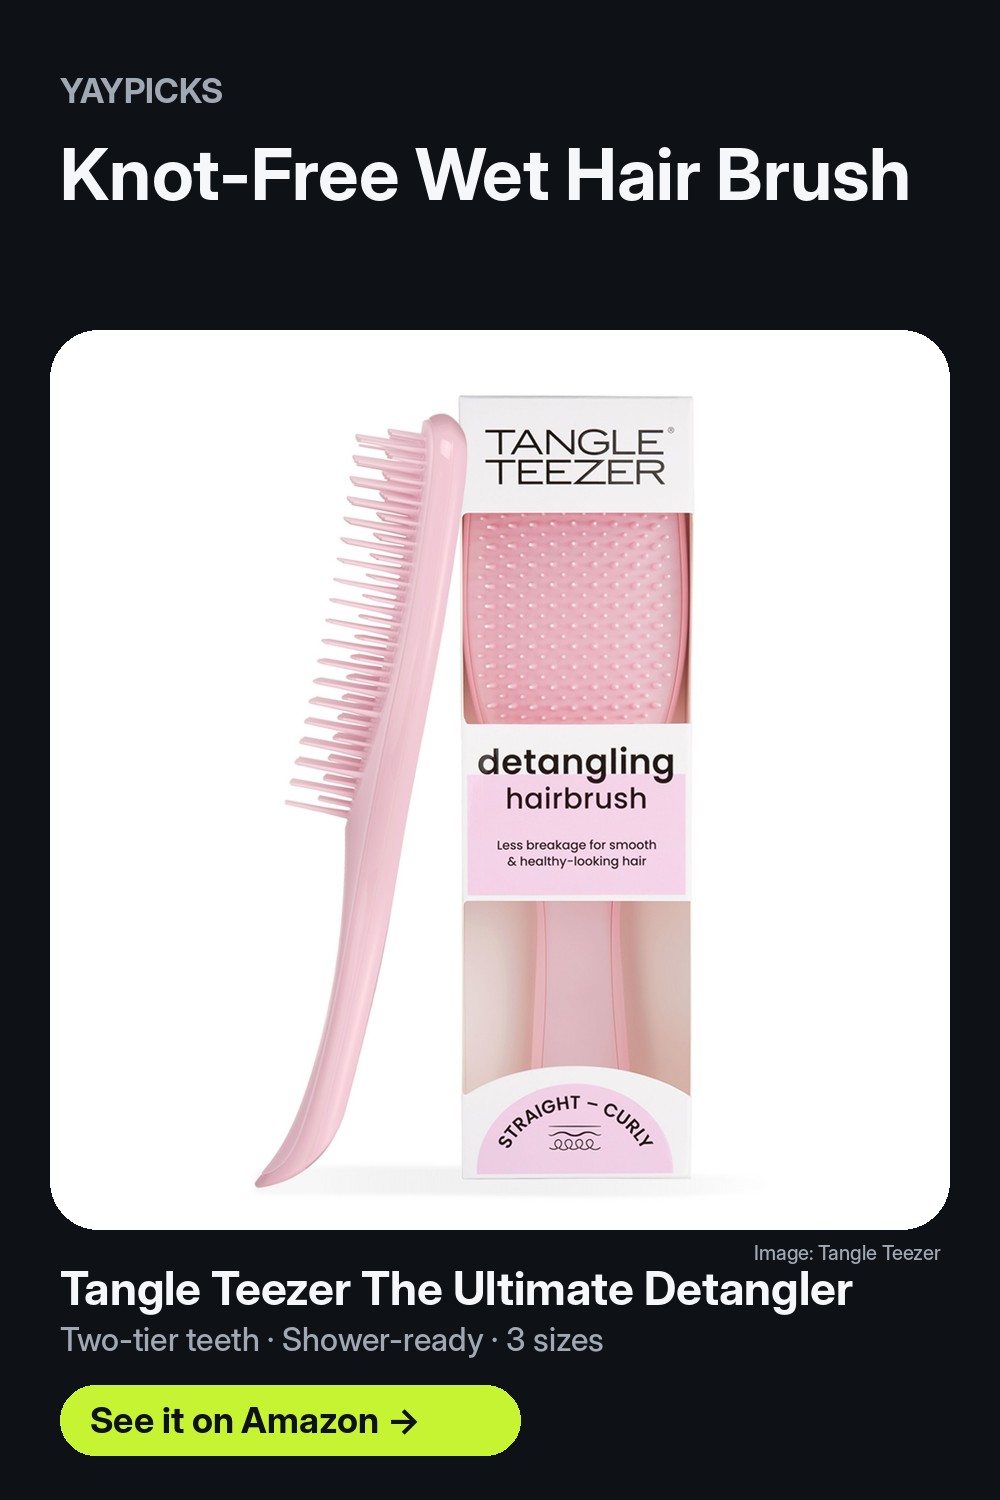 YAYPICKS
Knot-Free Wet Hair Brush
TANGLE®
TEEZER
detangling
hairbrush
Less breakage for smooth
& healthy-looking hair
STRAIGHT – CURLY
Image: Tangle Teezer
Tangle Teezer The Ultimate Detangler
Two-tier teeth · Shower-ready · 3 sizes
See it on Amazon →